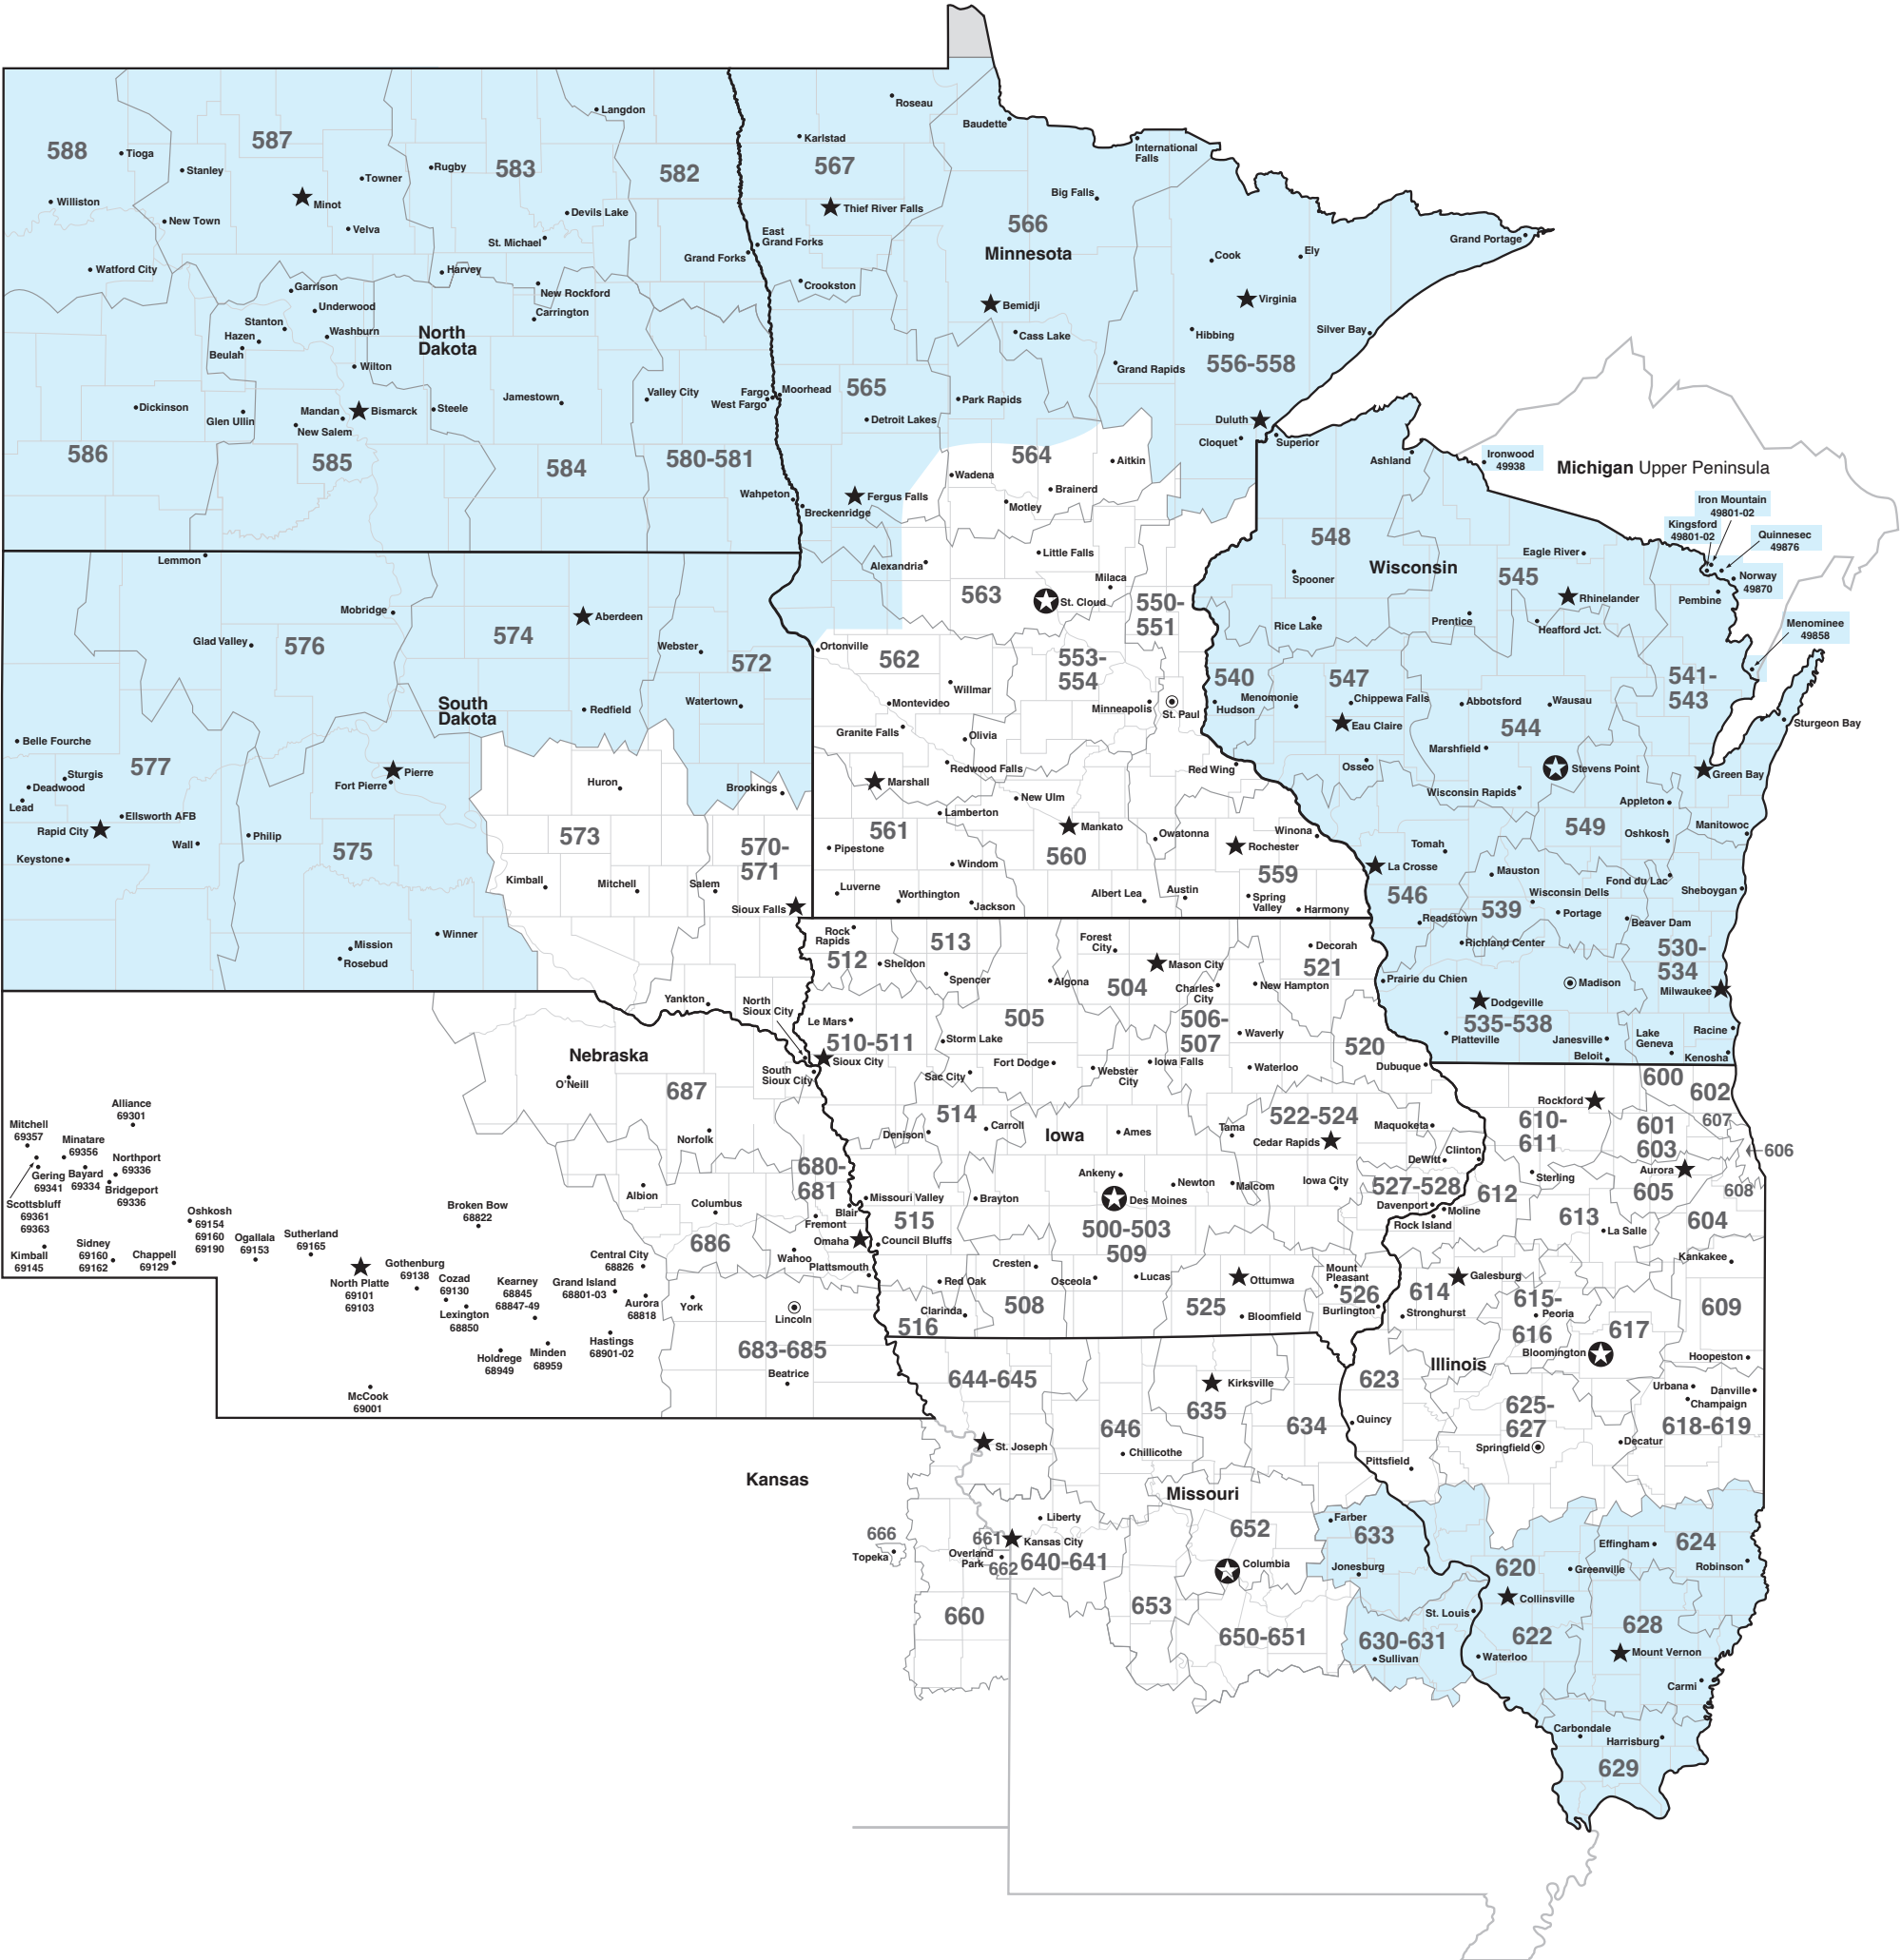 588
Tioga
Williston
Watford City
587
Stanley
New Town
Minot
Towner
Velva
Langdon
Rugby
583
Devils Lake
St. Michael
Harvey
New Rockford
Carrington
582
Grand Forks
East
Grand Forks
Garrison
Underwood
Stanton
Hazen
Beulah
Washburn
Wilton
North
Dakota
Dickinson
Glen Ullin
Mandan
Bismarck
New Salem
Steele
Jamestown
Valley City
Fargo
West Fargo
586
585
584
580-581
Wahpeton
Roseau
Baudette
Karlstad
567
Thief River Falls
Crookston
International
Falls
Big Falls
566
Minnesota
Bemidji
Cass Lake
Cook
Ely
Grand Portage
Virginia
Hibbing
Silver Bay
Grand Rapids
556-558
Moorhead
565
Detroit Lakes
Park Rapids
Duluth
Cloquet
Superior
564
Wadena
Aitkin
Brainerd
Motley
Fergus Falls
Breckenridge
Little Falls
Alexandria
Milaca
563
St. Cloud
550-
551
Ortonville
562
553-
554
Willmar
Montevideo
Minneapolis
St. Paul
Granite Falls
Olivia
Redwood Falls
Red Wing
Marshall
New Ulm
Lamberton
Mankato
Owatonna
Winona
Rochester
561
Pipestone
560
Windom
559
Luverne
Worthington
Jackson
Albert Lea
Austin
Spring
Valley
Harmony
Ashland
Ironwood
49938
Michigan Upper Peninsula
Iron Mountain
49801-02
Kingsford
49801-02
Quinnesec
49876
Norway
49870
Menominee
49858
548
Wisconsin
Eagle River
545
Spooner
Rhinelander
Pembine
Rice Lake
Prentice
Heafford Jct.
540
Hudson
547
Menomonie
Chippewa Falls
Eau Claire
Abbotsford
Wausau
541-
543
544
Sturgeon Bay
Marshfield
Osseo
Stevens Point
Green Bay
Wisconsin Rapids
Appleton
549
Oshkosh
Manitowoc
Tomah
La Crosse
Mauston
Fond du Lac
Sheboygan
546
Wisconsin Dells
539
Portage
Readstown
Beaver Dam
Richland Center
530-
534
Prairie du Chien
Madison
Milwaukee
Dodgeville
535-538
Platteville
Janesville
Beloit
Lake
Geneva
Racine
Kenosha
Lemmon
Mobridge
Glad Valley
576
574
Aberdeen
Webster
572
South
Dakota
Redfield
Watertown
Belle Fourche
577
Sturgis
Deadwood
Lead
Pierre
Fort Pierre
Huron
Brookings
Ellsworth AFB
Rapid City
Wall
Philip
Keystone
575
573
570-
571
Kimball
Mitchell
Salem
Sioux Falls
Mission
Rosebud
Winner
Yankton
North
Sioux City
Rock
Rapids
512
Sheldon
513
Spencer
Forest
City
Mason City
Decorah
521
Algona
504
Charles
City
New Hampton
Le Mars
510-511
Sioux City
505
Storm Lake
506-
507
Waverly
520
Fort Dodge
Webster
City
Iowa Falls
Waterloo
Dubuque
Sac City
514
522-524
Denison
Carroll
Iowa
Ames
Tama
Cedar Rapids
Maquoketa
DeWitt
Clinton
Ankeny
Newton
Malcom
Iowa City
527-528
Missouri Valley
Brayton
Des Moines
Davenport
Moline
Rock Island
515
Council Bluffs
500-503
509
Creston
Red Oak
Osceola
Lucas
Ottumwa
Mount
Pleasant
526
Burlington
Clarinda
508
525
Bloomfield
516
Nebraska
O'Neill
687
South
Sioux City
Norfolk
680-
681
Albion
Columbus
Blair
Fremont
Omaha
686
Wahoo
Plattsmouth
York
Lincoln
683-685
Beatrice
Alliance
69301
Mitchell
69357
Minatare
69356
Northport
69336
Gering
69341
Bayard
69334
Bridgeport
69336
Scottsbluff
69361
69363
Oshkosh
69154
69160
69190
Kimball
69145
Sidney
69160
69162
Chappell
69129
Ogallala
69153
Sutherland
69165
North Platte
69101
69103
Gothenburg
69138
Cozad
69130
Lexington
68850
Broken Bow
68822
Kearney
68845
68847-49
Central City
68826
Grand Island
68801-03
Aurora
68818
Hastings
68901-02
Holdrege
68949
Minden
68959
McCook
69001
600
602
Rockford
610-
611
601
603
607
606
Aurora
Sterling
605
608
612
613
La Salle
604
Kankakee
Galesburg
614
Stronghurst
615-
616
Peoria
609
617
Bloomington
Hoopeston
Illinois
623
Urbana
Danville
Champaign
625-
627
618-619
Quincy
Springfield
Decatur
Pittsfield
644-645
Kirksville
635
646
634
St. Joseph
Chillicothe
Kansas
Missouri
Liberty
652
Farber
633
666
Topeka
661
Kansas City
Overland
Park
662
640-641
Columbia
Jonesburg
660
653
650-651
St. Louis
630-631
Sullivan
Effingham
624
Robinson
620
Greenville
Collinsville
622
628
Waterloo
Mount Vernon
Carmi
Carbondale
Harrisburg
629